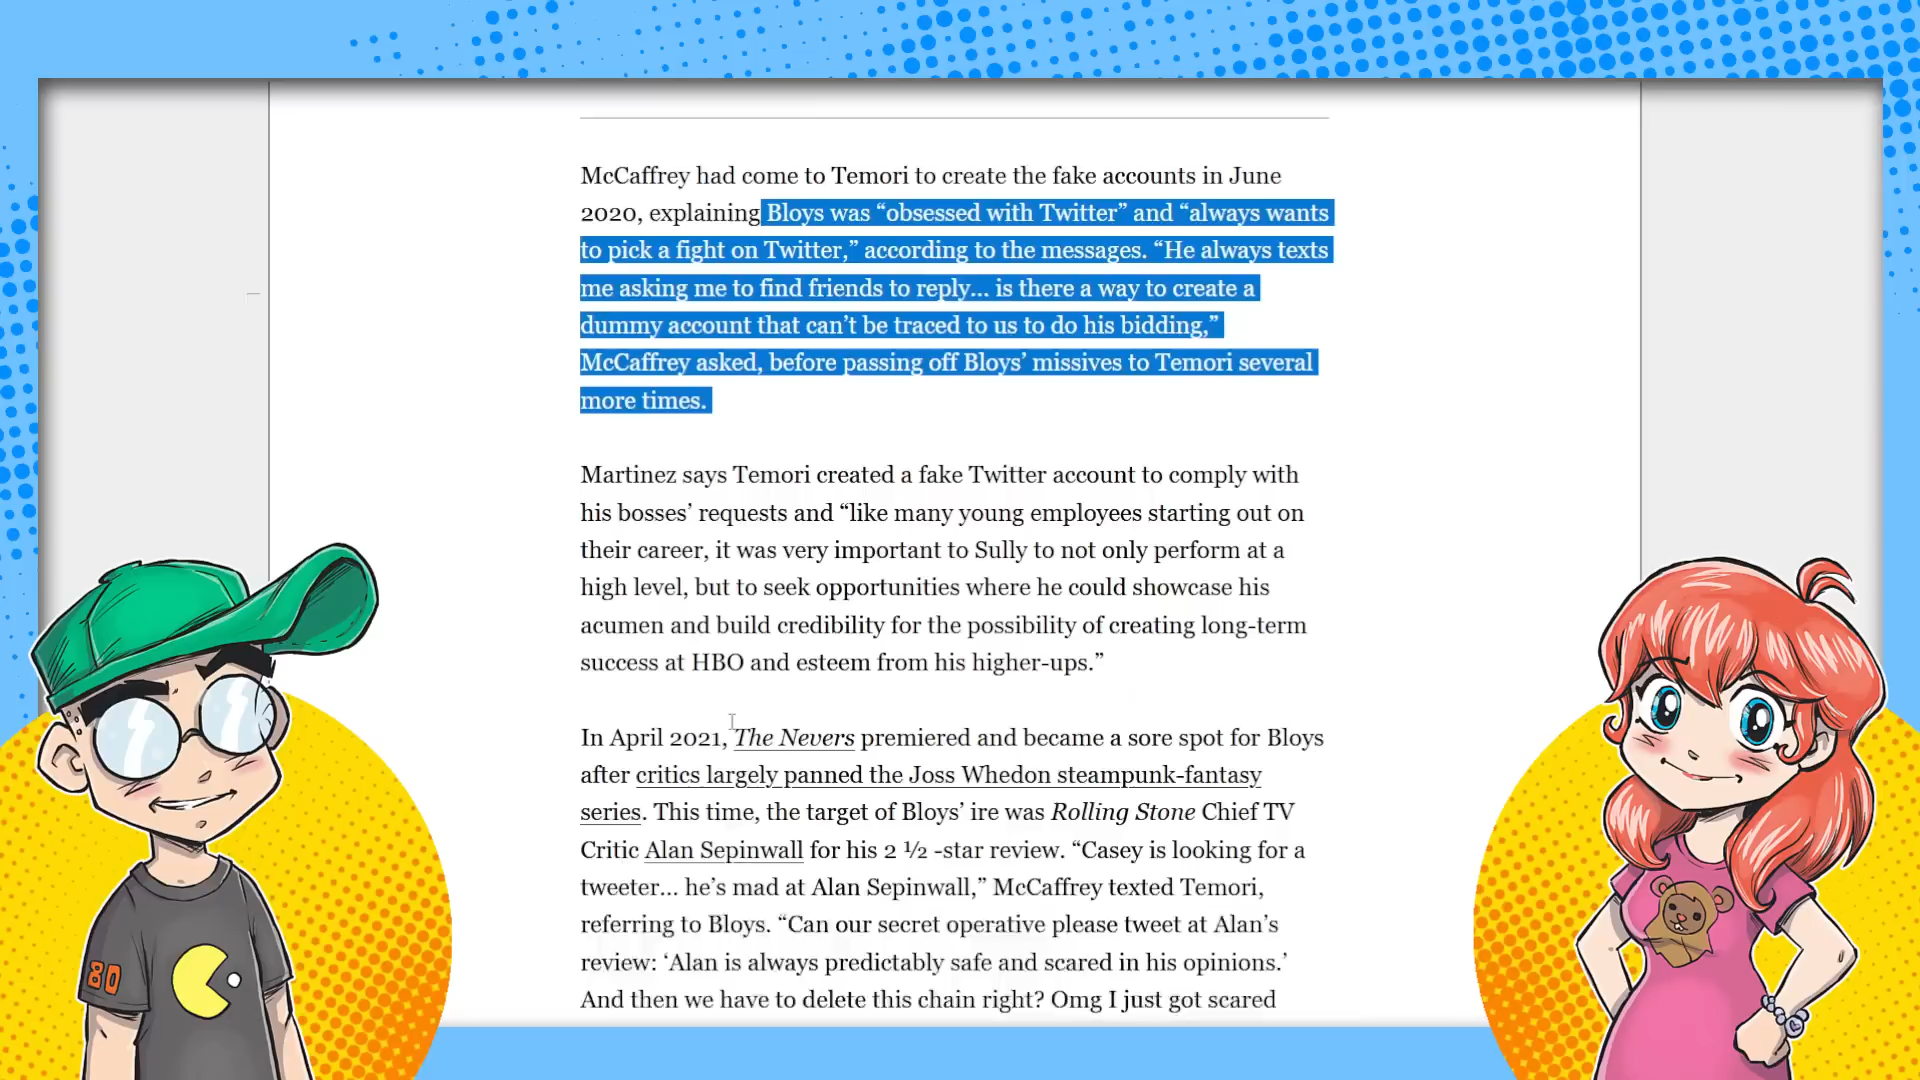 McCaffrey had come to Temori to create the fake accounts in June
2020, explaining Bloys was “obsessed with Twitter” and “always wants
to pick a fight on Twitter,” according to the messages. “He always texts
me asking me to find friends to reply... is there a way to create a
dummy account that can’t be traced to us to do his bidding,”
McCaffrey asked, before passing off Bloys’ missives to Temori several
more times.
Martinez says Temori created a fake Twitter account to comply with
his bosses’ requests and “like many young employees starting out on
their career, it was very important to Sully to not only perform at a
high level, but to seek opportunities where he could showcase his
acumen and build credibility for the possibility of creating long-term
success at HBO and esteem from his higher-ups.”
In April 2021, The Nevers premiered and became a sore spot for Bloys
after critics largely panned the Joss Whedon steampunk-fantasy
series. This time, the target of Bloys’ ire was Rolling Stone Chief TV
Critic Alan Sepinwall for his 2 ½ -star review. “Casey is looking for a
tweeter... he’s mad at Alan Sepinwall,” McCaffrey texted Temori,
referring to Bloys. “Can our secret operative please tweet at Alan’s
review: ‘Alan is always predictably safe and scared in his opinions.’
And then we have to delete this chain right? Omg I just got scared
80